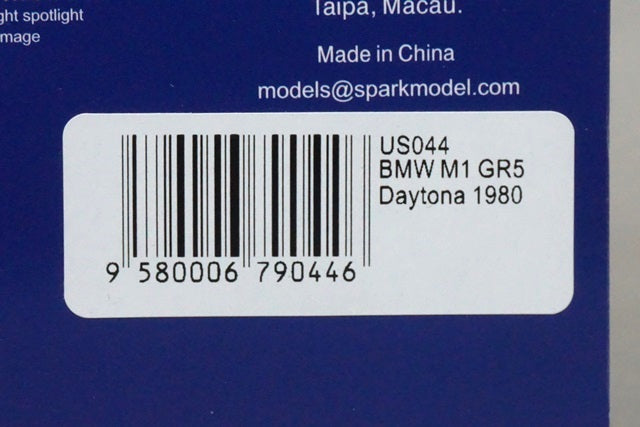 ght spotlight
mage
Taipa, Macau.
Made in China
models@sparkmodel.com
US044
BMW M1 GR5
Daytona 1980
9 580006 790446